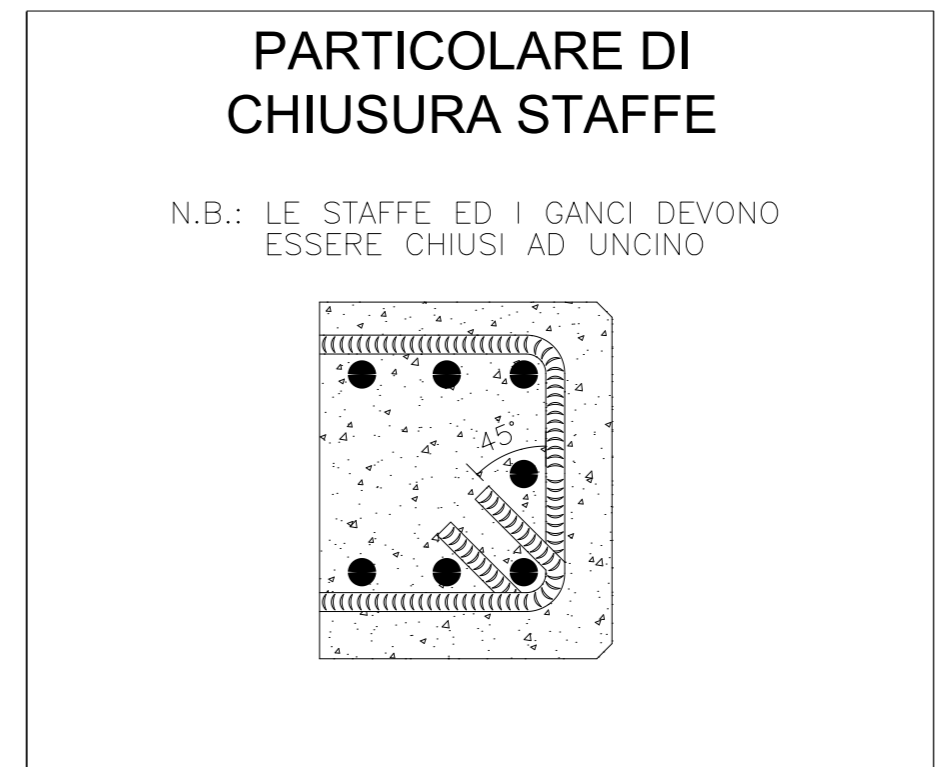 PARTICOLARE DI
CHIUSURA STAFFE
N.B.: LE STAFFE ED I GANCI DEVONO
ESSERE CHIUSI AD UNCINO
45°